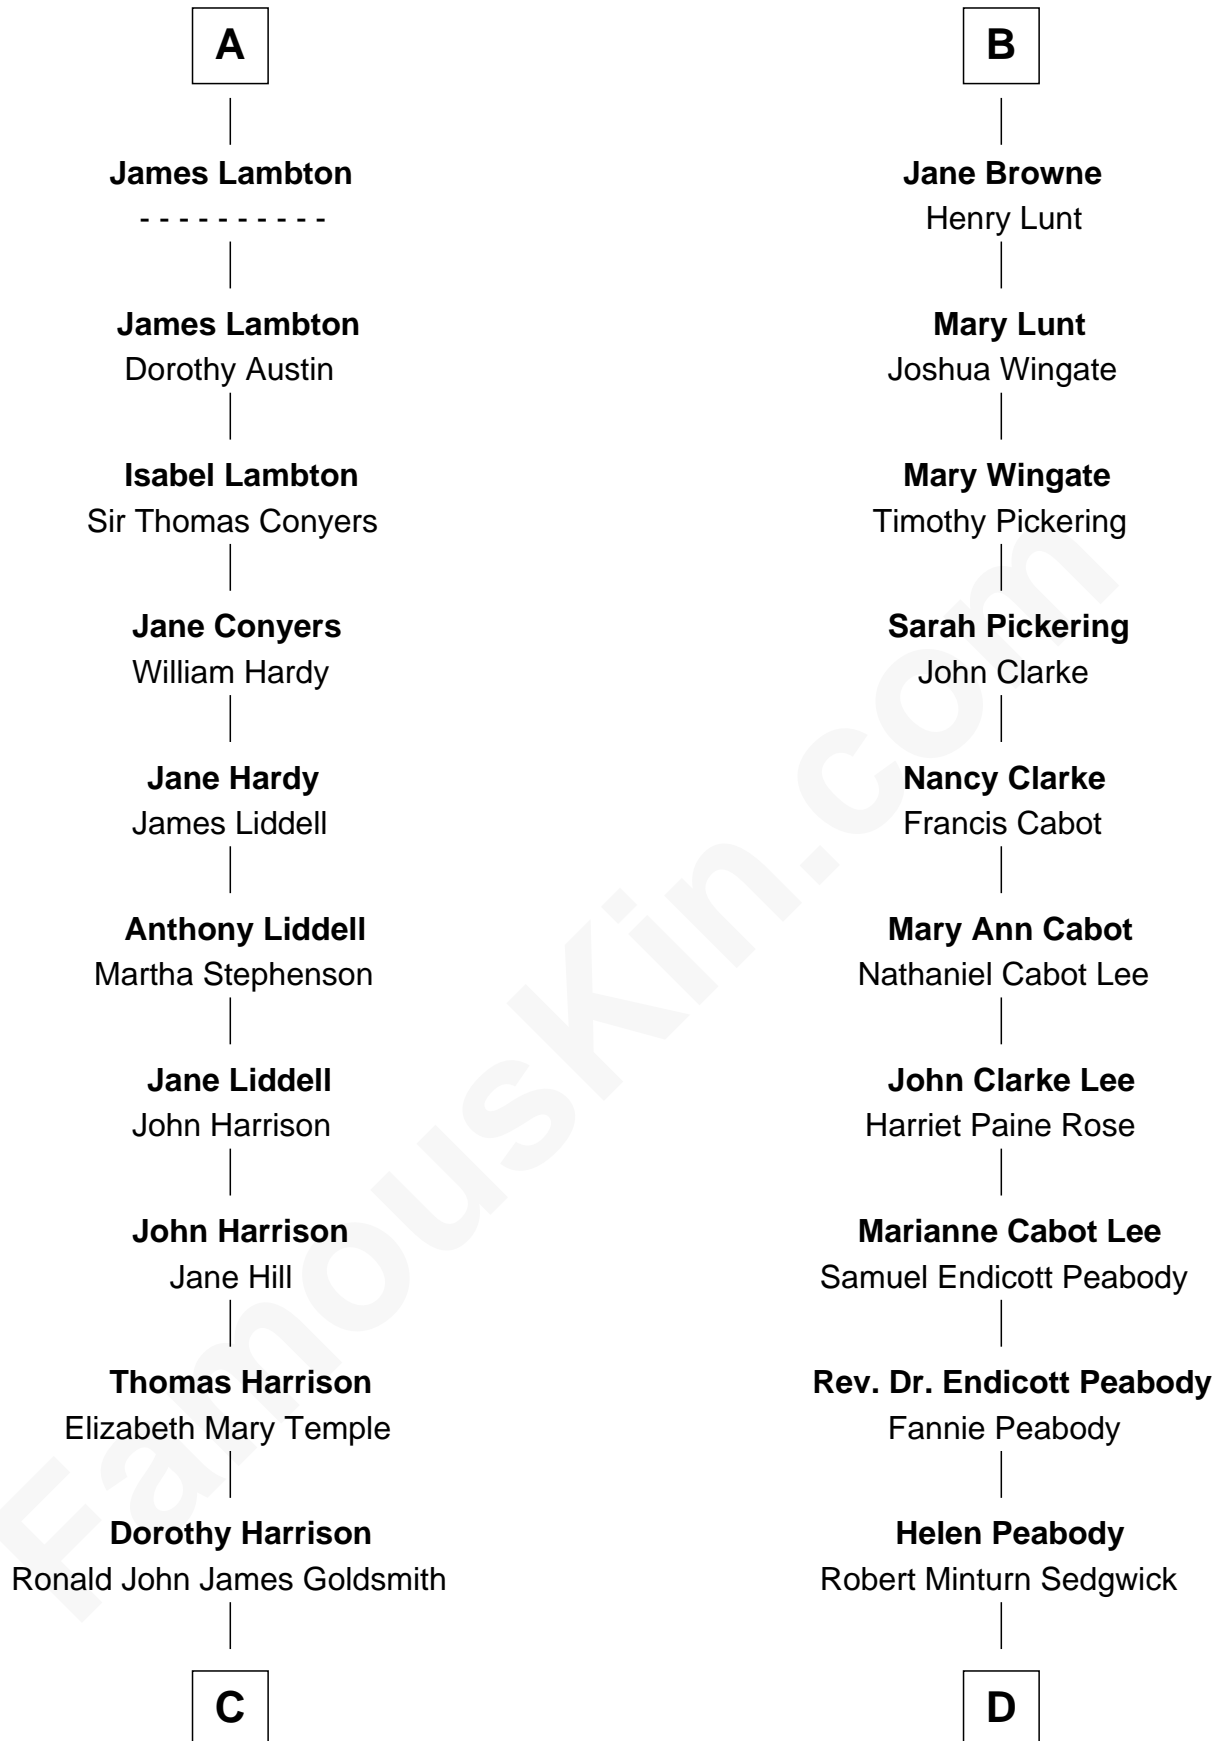 A
James Lambton
- - - - - - - - - -
James Lambton
Dorothy Austin
Isabel Lambton
Sir Thomas Conyers
Jane Conyers
William Hardy
Jane Hardy
James Liddell
Anthony Liddell
Martha Stephenson
Jane Liddell
John Harrison
John Harrison
Jane Hill
Thomas Harrison
Elizabeth Mary Temple
Dorothy Harrison
Ronald John James Goldsmith
C
B
Jane Browne
Henry Lunt
Mary Lunt
Joshua Wingate
Mary Wingate
Timothy Pickering
Sarah Pickering
John Clarke
Nancy Clarke
Francis Cabot
Mary Ann Cabot
Nathaniel Cabot Lee
John Clarke Lee
Harriet Paine Rose
Marianne Cabot Lee
Samuel Endicott Peabody
Rev. Dr. Endicott Peabody
Fannie Peabody
Helen Peabody
Robert Minturn Sedgwick
D
FamousKin.com